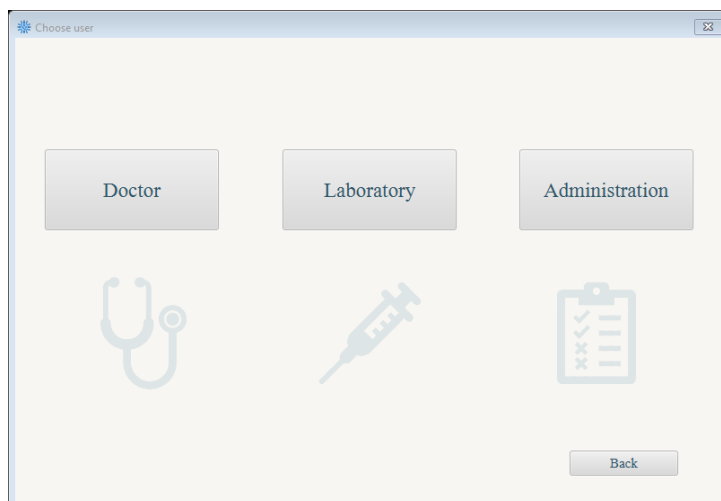 Choose user
Doctor
Laboratory
Administration
Back